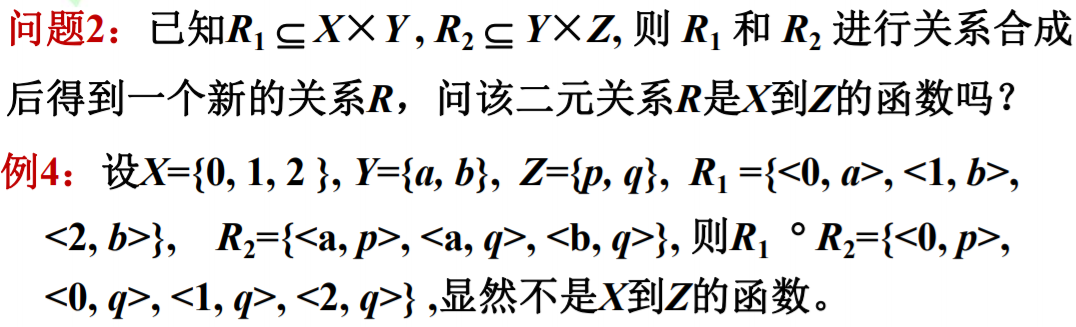 问题2：已知R₁ ⊆ X×Y, R₂ ⊆ Y×Z, 则 R₁ 和 R₂ 进行关系合成
后得到一个新的关系R，问该二元关系R是X到Z的函数吗？
例4：设X={0, 1, 2 }, Y={a, b}, Z={p, q}, R₁ ={<0, a>, <1, b>,
<2, b>}, R₂={<a, p>, <a, q>, <b, q>}, 则R₁ ° R₂={<0, p>,
<0, q>, <1, q>, <2, q>} ,显然不是X到Z的函数。